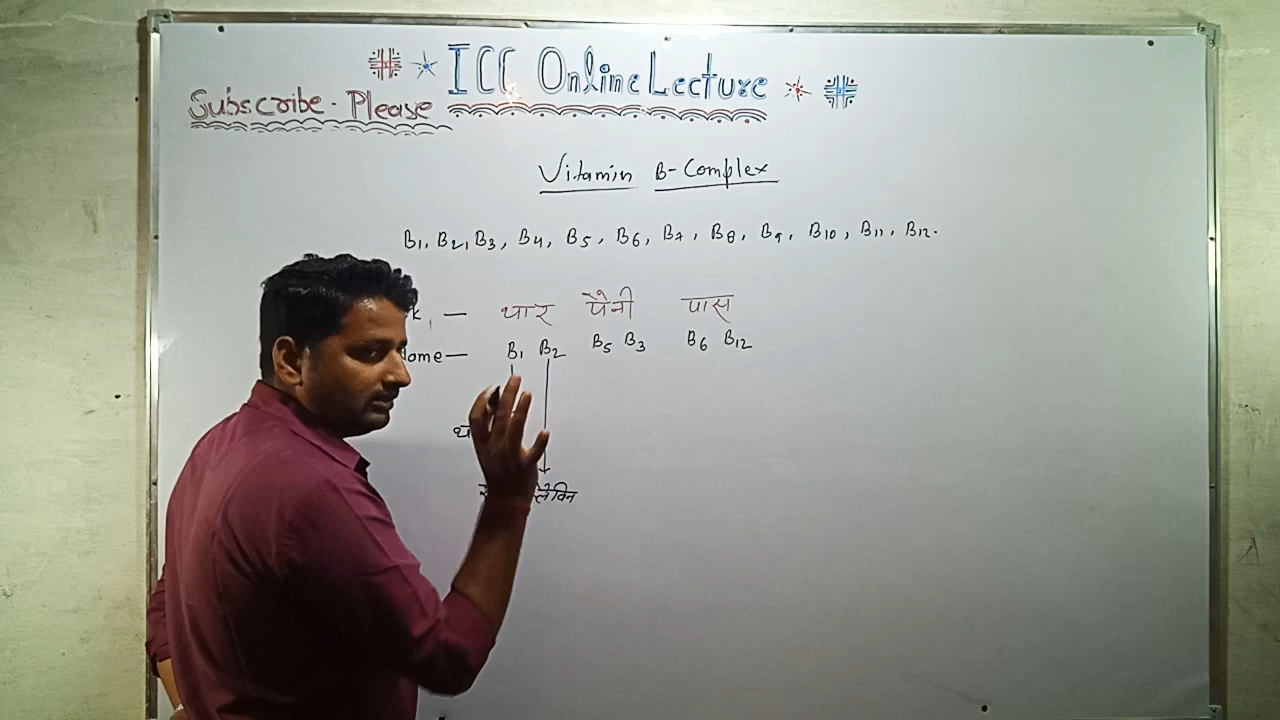 ICC Online Lecture
Subscribe - Please
Vitamin B-Complex
B1, B2, B3, B4, B5, B6, B7, B8, B9, B10, B11, B12.
— थार पैनी पास
— B1 B2 B5 B3 B6 B12